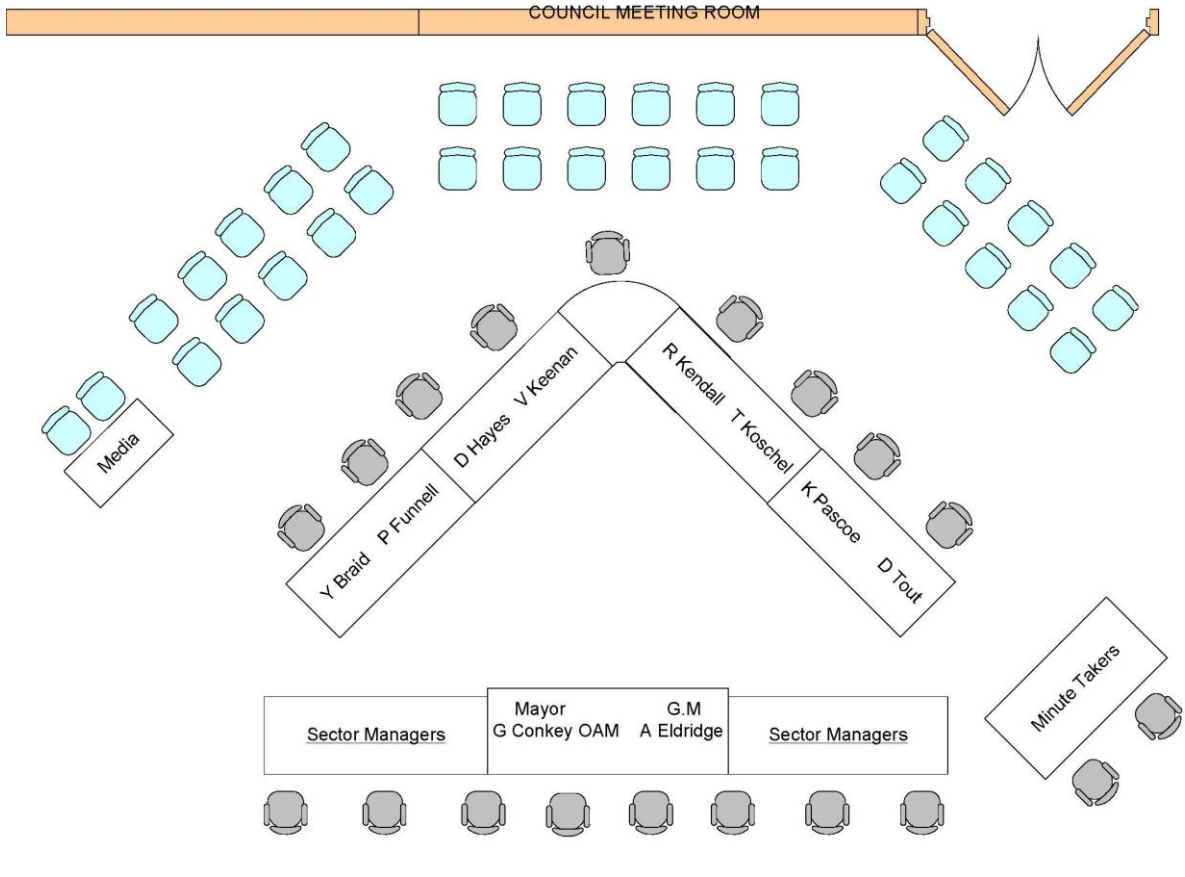 COUNCIL MEETING ROOM
V Keenan
D Hayes
P Funnell
Y Braid
R Kendall
T Koschel
K Pascoe
D Tout
Media
Minute Takers
Sector Managers
Mayor
G Conkey OAM
G.M
A Eldridge
Sector Managers